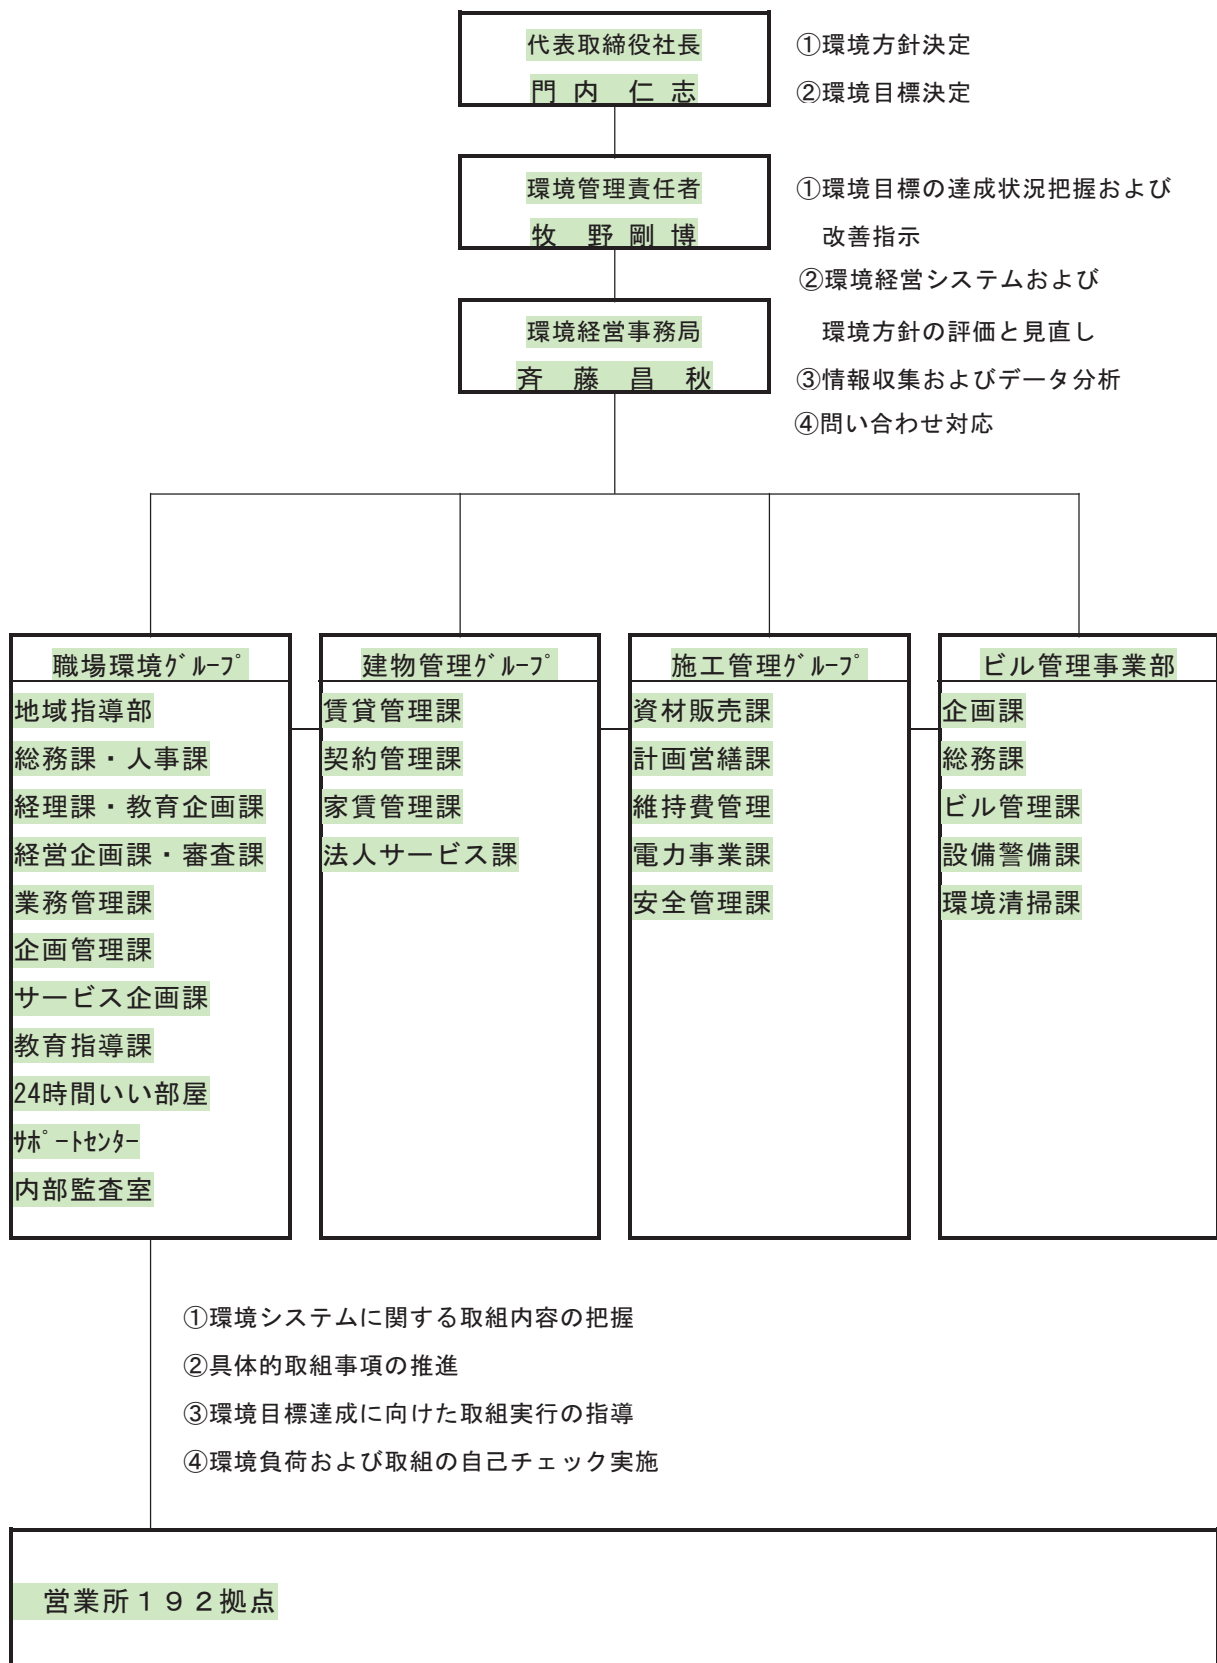 代表取締役社長
門内 仁志
①環境方針決定
②環境目標決定
環境管理責任者
牧 野剛博
①環境目標の達成状況把握および
改善指示
②環境経営システムおよび
環境経営事務局
斉 藤 昌 秋
環境方針の評価と見直し
③情報収集およびデータ分析
④問い合わせ対応
職場環境ｸﾞﾙｰﾌﾟ
地域指導部
総務課・人事課
経理課・教育企画課
経営企画課・審査課
業務管理課
企画管理課
サービス企画課
教育指導課
24時間いい部屋
ｻﾎﾟｰﾄｾﾝﾀｰ
内部監査室
建物管理ｸﾞﾙｰﾌﾟ
賃貸管理課
契約管理課
家賃管理課
法人サービス課
施工管理ｸﾞﾙｰﾌﾟ
資材販売課
計画営繕課
維持費管理
電力事業課
安全管理課
ビル管理事業部
企画課
総務課
ビル管理課
設備警備課
環境清掃課
①環境システムに関する取組内容の把握
②具体的取組事項の推進
③環境目標達成に向けた取組実行の指導
④環境負荷および取組の自己チェック実施
営業所１９２拠点